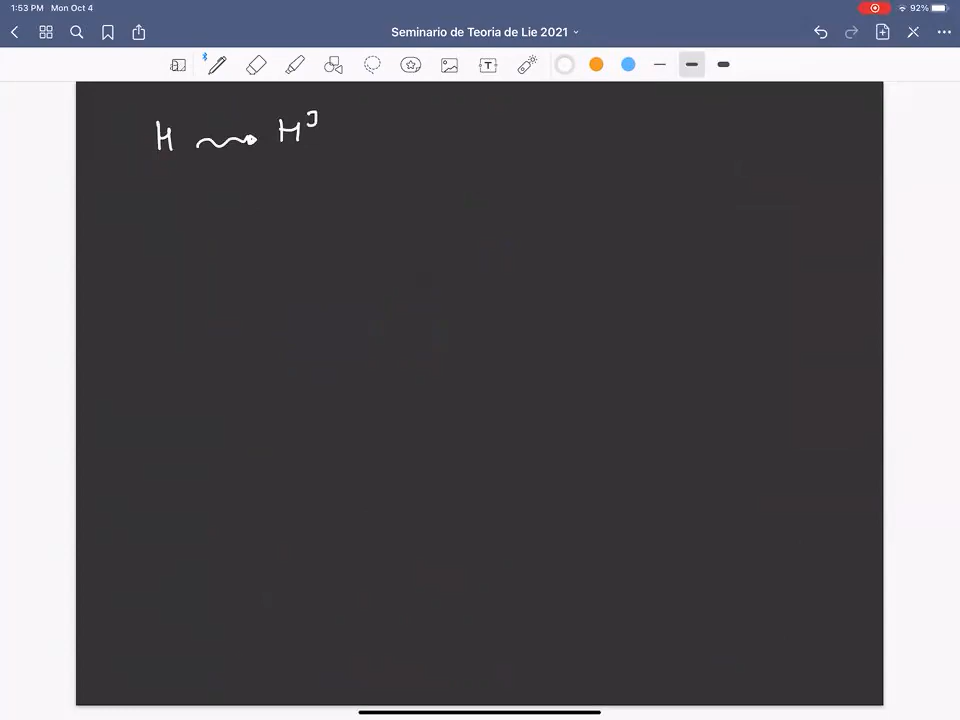 1:53 PM Mon Oct 4
92%
Seminario de Teoria de Lie 2021
T
H ⇝ H^J